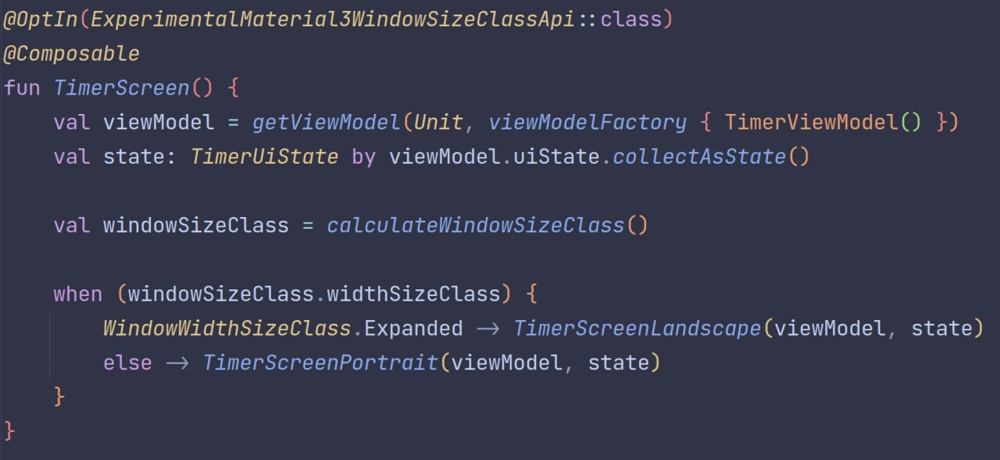 @OptIn(ExperimentalMaterial3WindowSizeClassApi::class)
@Composable
fun TimerScreen() {
    val viewModel = getViewModel(Unit, viewModelFactory { TimerViewModel() })
    val state: TimerUiState by viewModel.uiState.collectAsState()

    val windowSizeClass = calculateWindowSizeClass()

    when (windowSizeClass.widthSizeClass) {
        WindowWidthSizeClass.Expanded -> TimerScreenLandscape(viewModel, state)
        else -> TimerScreenPortrait(viewModel, state)
    }
}